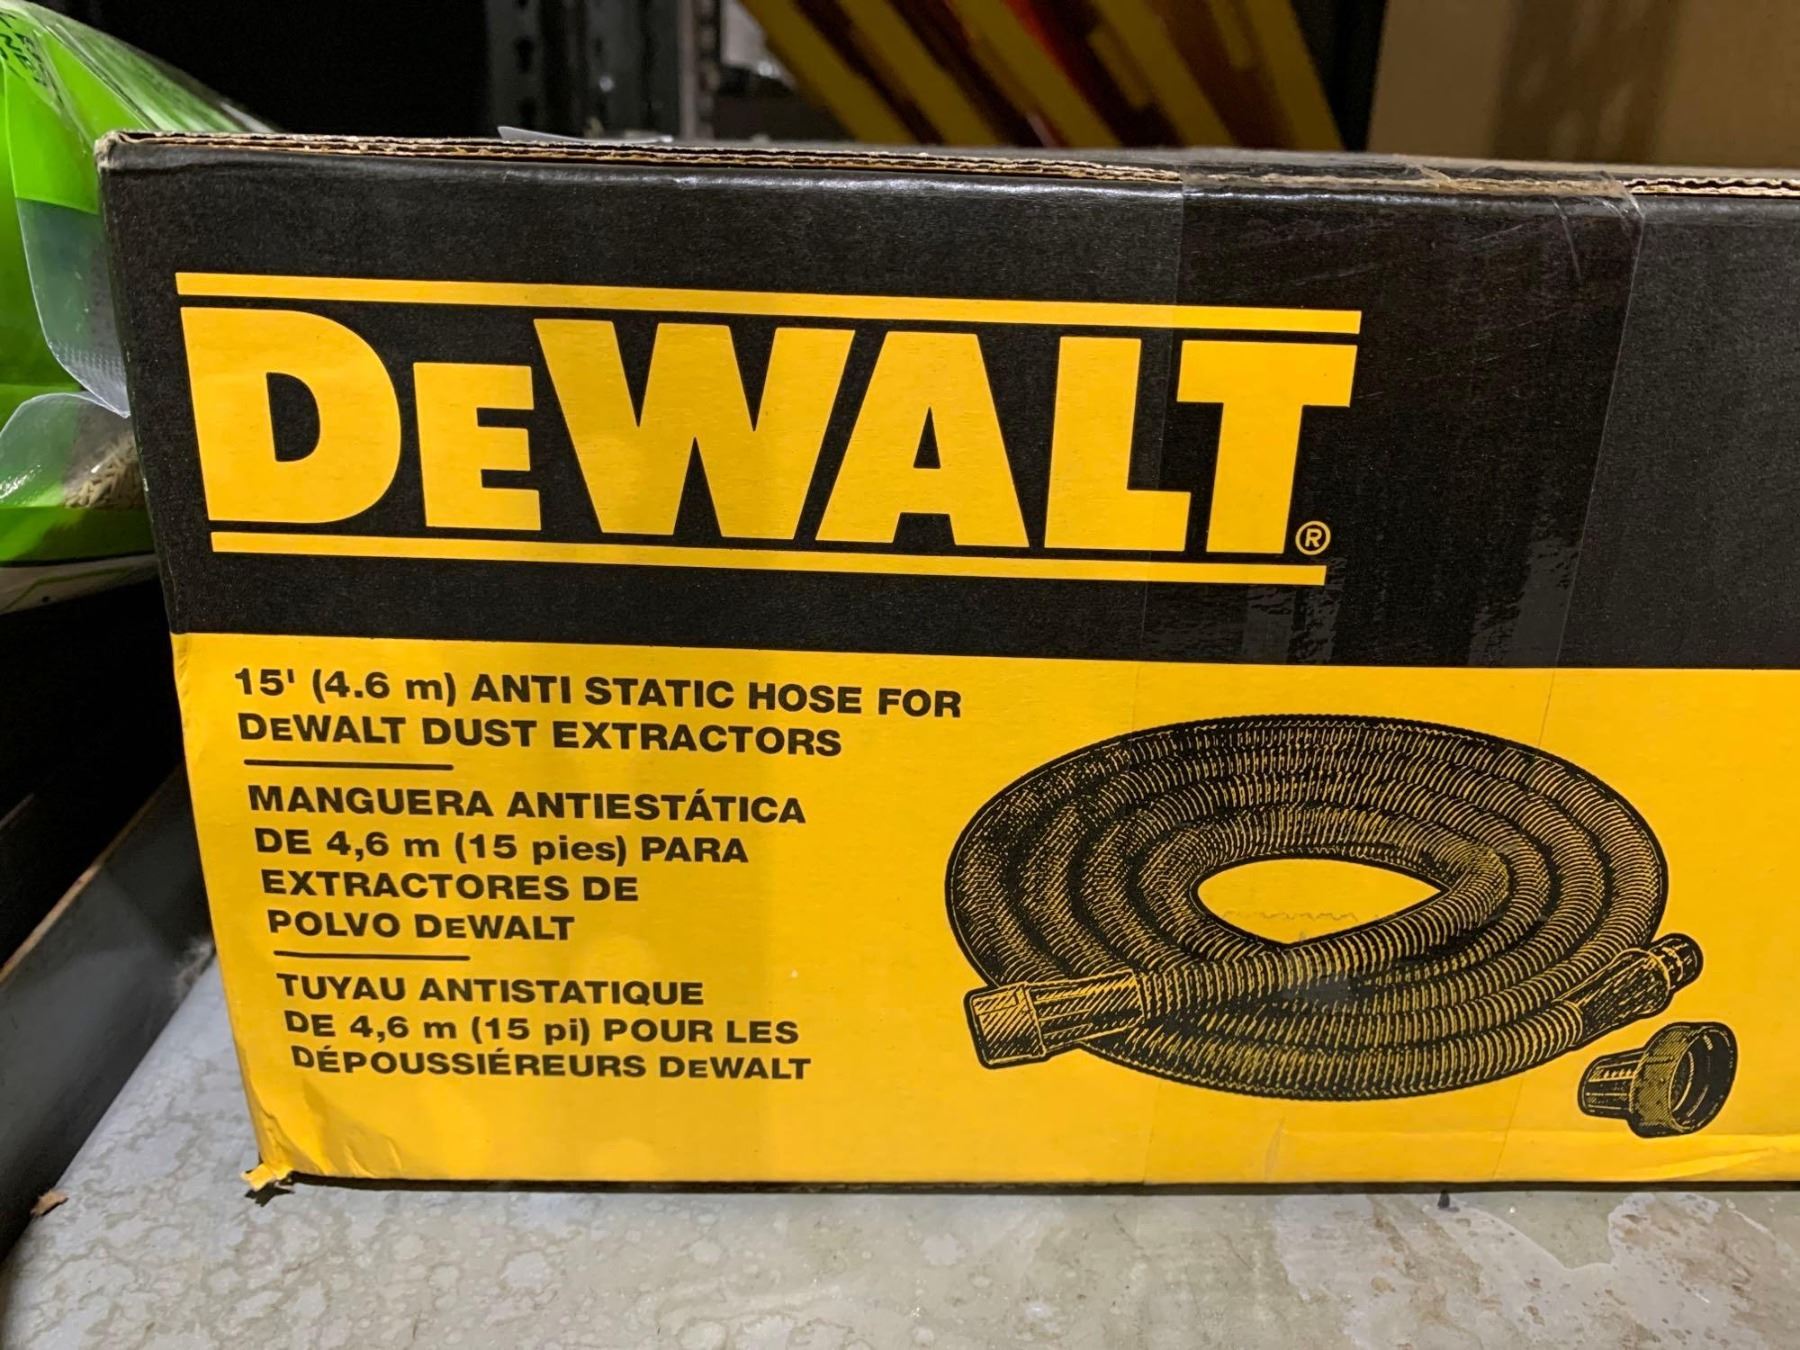 DEWALT®
15' (4.6 m) ANTI STATIC HOSE FOR
DEWALT DUST EXTRACTORS
MANGUERA ANTIESTÁTICA
DE 4,6 m (15 pies) PARA
EXTRACTORES DE
POLVO DEWALT
TUYAU ANTISTATIQUE
DE 4,6 m (15 pi) POUR LES
DÉPOUSSIÉREURS DEWALT